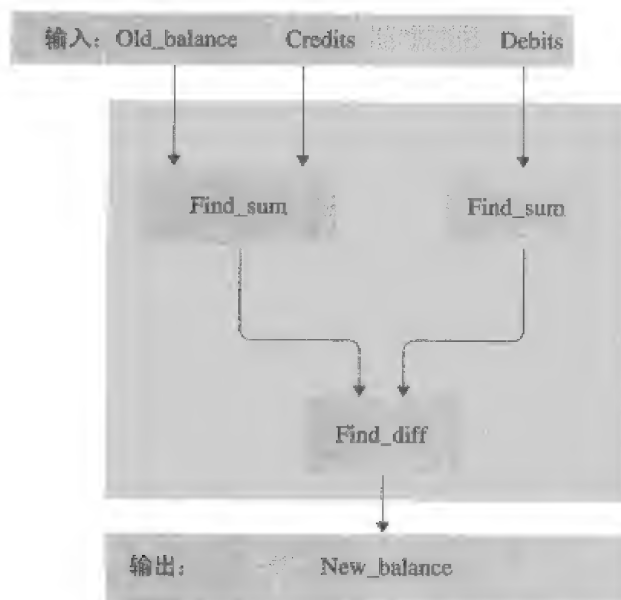 输入: Old_balance Credits Debits
Find_sum Find_sum
Find_diff
输出: New_balance